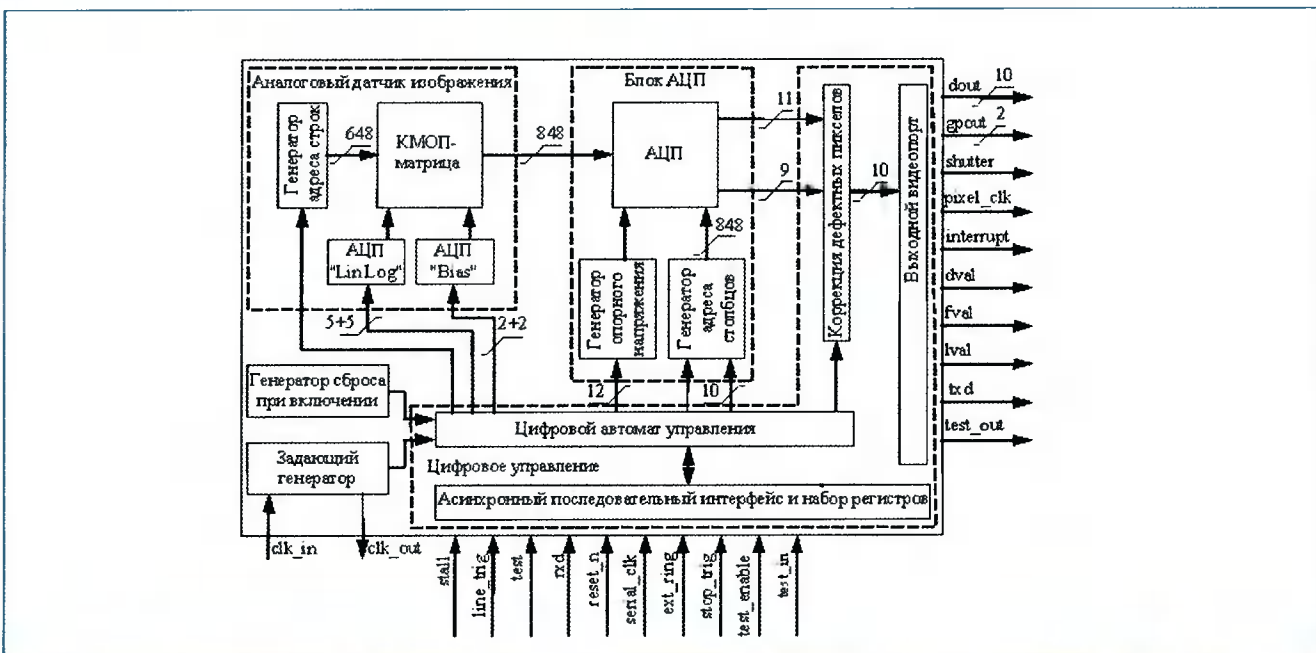 Аналоговый датчик изображения
Генератор
адреса строк
648
КМОП-
матрица
848
АЦП
"LinLog"
АЦП
"Bias"
5+5
2+2
Блок АЦП
АЦП
11
9
848
Генератор
опорного
напряжения
Генератор
адреса
столбцов
12
10
Коррекция дефектных пикселов
10
Выходной видеопорт
dout
10
gpout
2
shutter
pixel_clk
interrupt
dval
fval
lval
txd
test_out
Генератор сброса
при включении
Задающий
генератор
Цифровой автомат управления
Цифровое управление
Асинхронный последовательный интерфейс и набор регистров
clk_in
clk_out
stall
line_trig
test
rxd
reset_n
serial_clk
ext_ring
stop_trig
test_enable
test_in